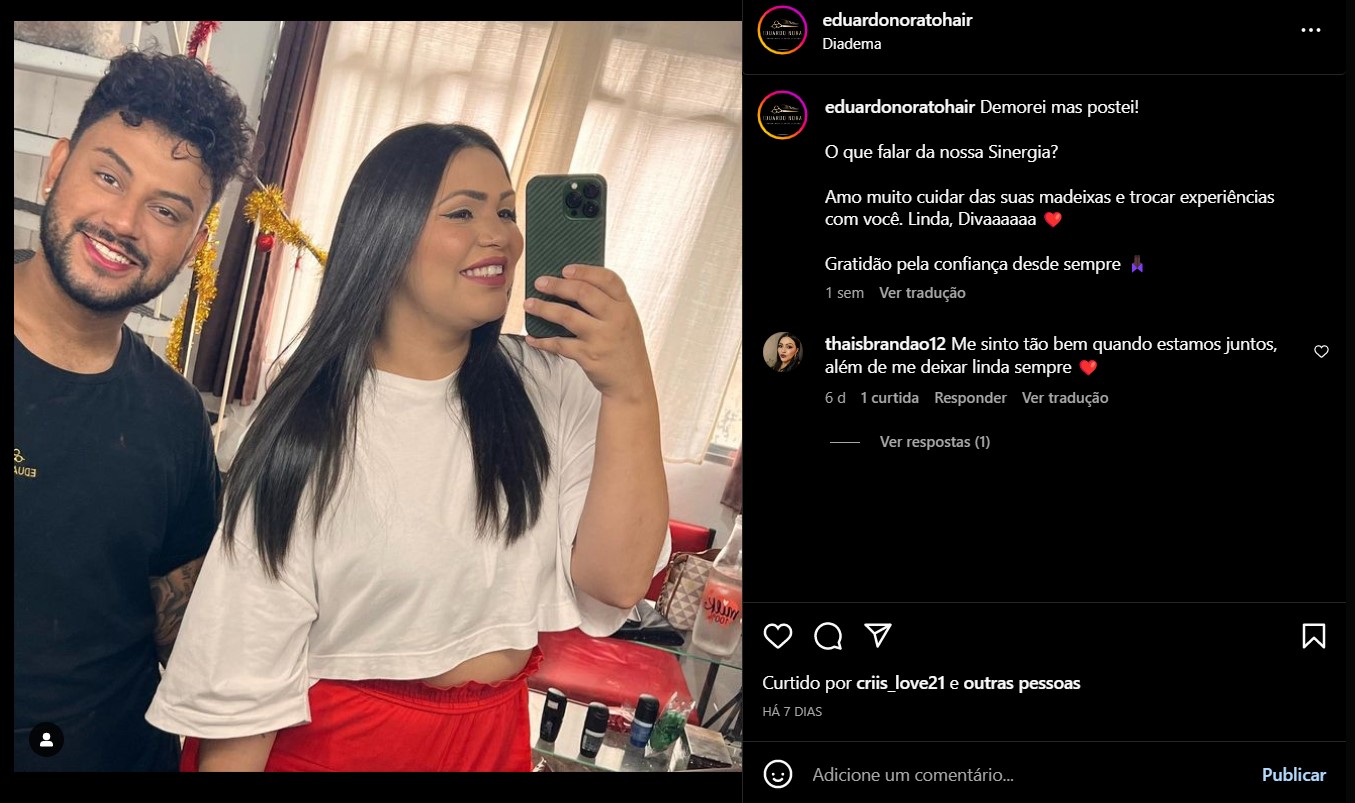 eduardonoratohair
Diadema
eduardonoratohair Demorei mas postei!
O que falar da nossa Sinergia?
Amo muito cuidar das suas madeixas e trocar experiências
com você. Linda, Divaaaaaa ❤️
Gratidão pela confiança desde sempre
1 sem Ver tradução
thaisbrandao12 Me sinto tão bem quando estamos juntos,
além de me deixar linda sempre ❤️
6 d 1 curtida Responder Ver tradução
Ver respostas (1)
Curtido por criis_love21 e outras pessoas
HÁ 7 DIAS
Adicione um comentário...
Publicar
EDUA
milk
100%